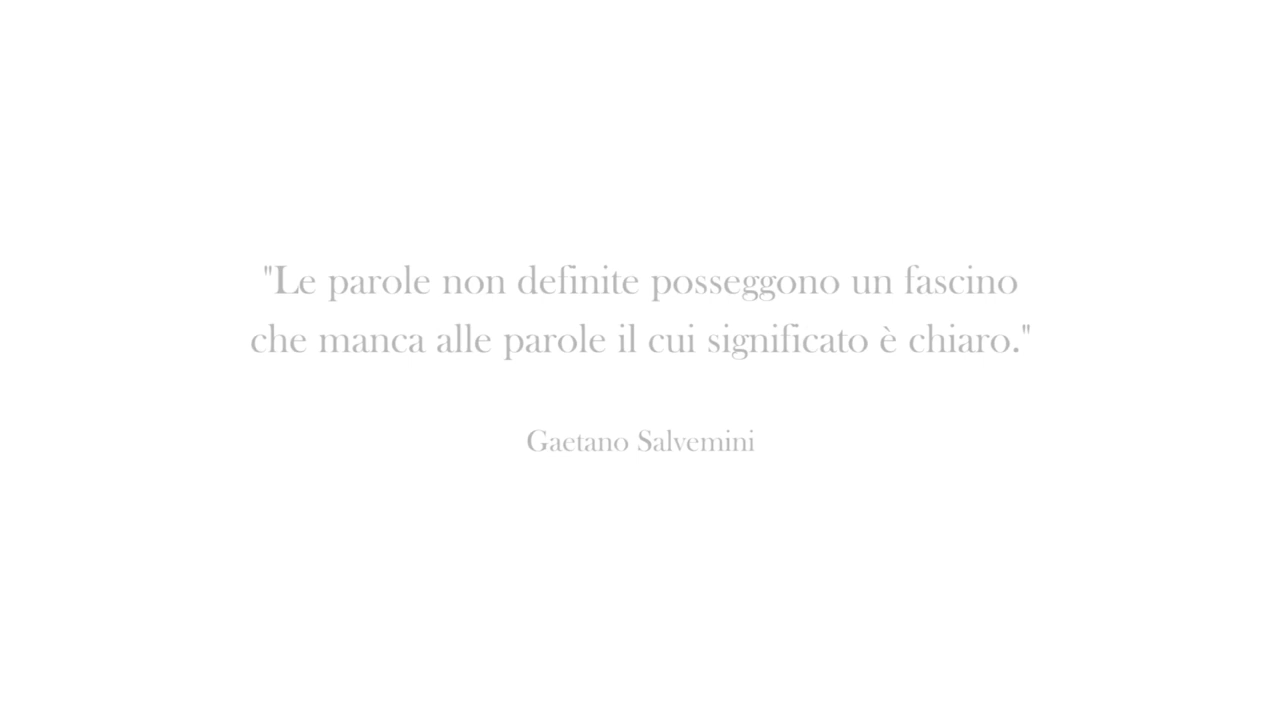 "Le parole non definite posseggono un fascino
che manca alle parole il cui significato è chiaro."
Gaetano Salvemini